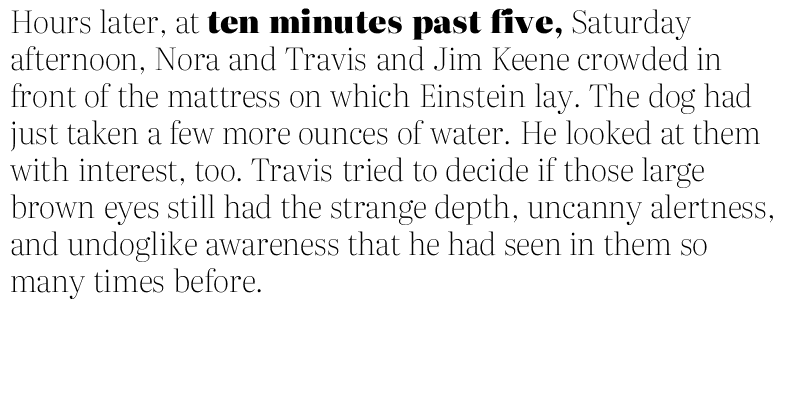 Hours later, at ten minutes past five, Saturday
afternoon, Nora and Travis and Jim Keene crowded in
front of the mattress on which Einstein lay. The dog had
just taken a few more ounces of water. He looked at them
with interest, too. Travis tried to decide if those large
brown eyes still had the strange depth, uncanny alertness,
and undoglike awareness that he had seen in them so
many times before.